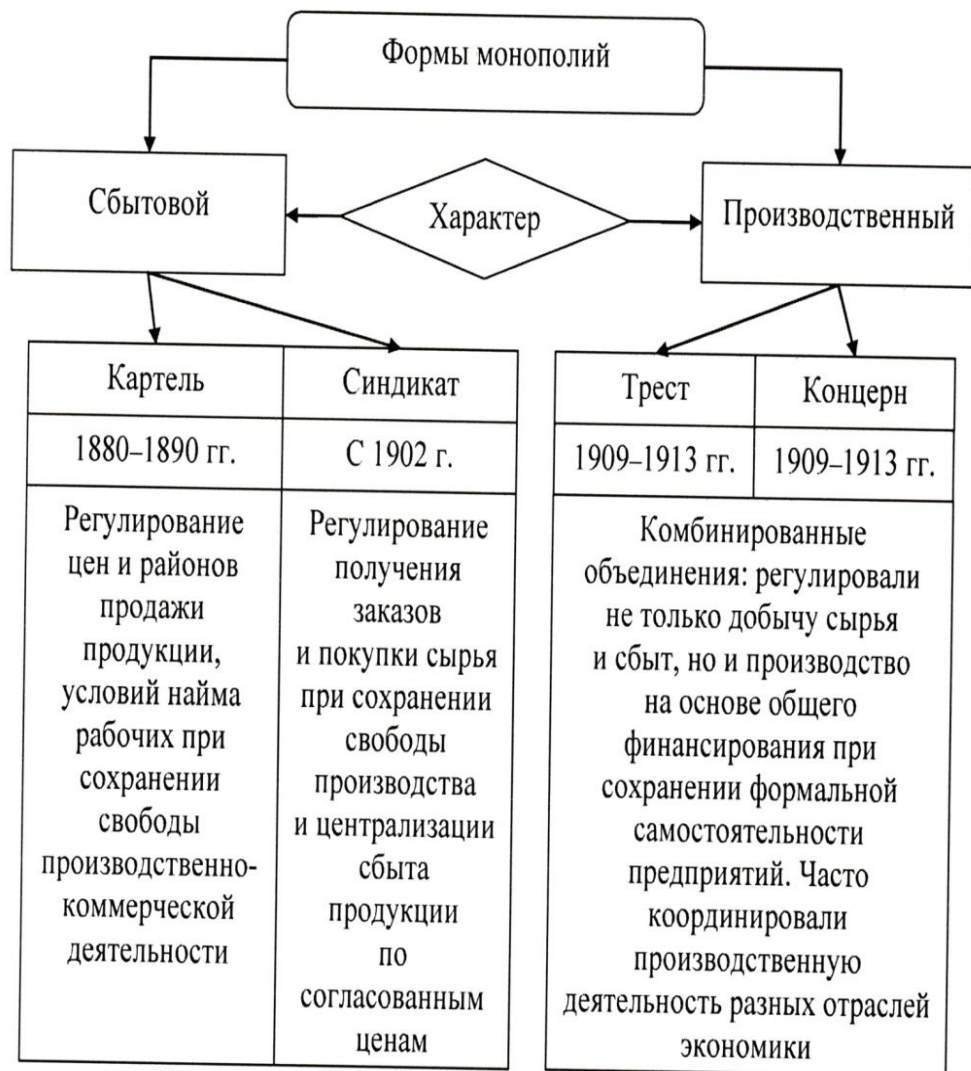 Формы монополий
Сбытовой
Характер
Производственный
Картель
Синдикат
1880–1890 гг.
С 1902 г.
Регулирование
цен и районов
продажи
продукции,
условий найма
рабочих при
сохранении
свободы
производственно-
коммерческой
деятельности
Регулирование
получения
заказов
и покупки сырья
при сохранении
свободы
производства
и централизации
сбыта
продукции
по
согласованным
ценам
Трест
Концерн
1909–1913 гг.
1909–1913 гг.
Комбинированные
объединения: регулировали
не только добычу сырья
и сбыт, но и производство
на основе общего
финансирования при
сохранении формальной
самостоятельности
предприятий. Часто
координировали
производственную
деятельность разных отраслей
экономики